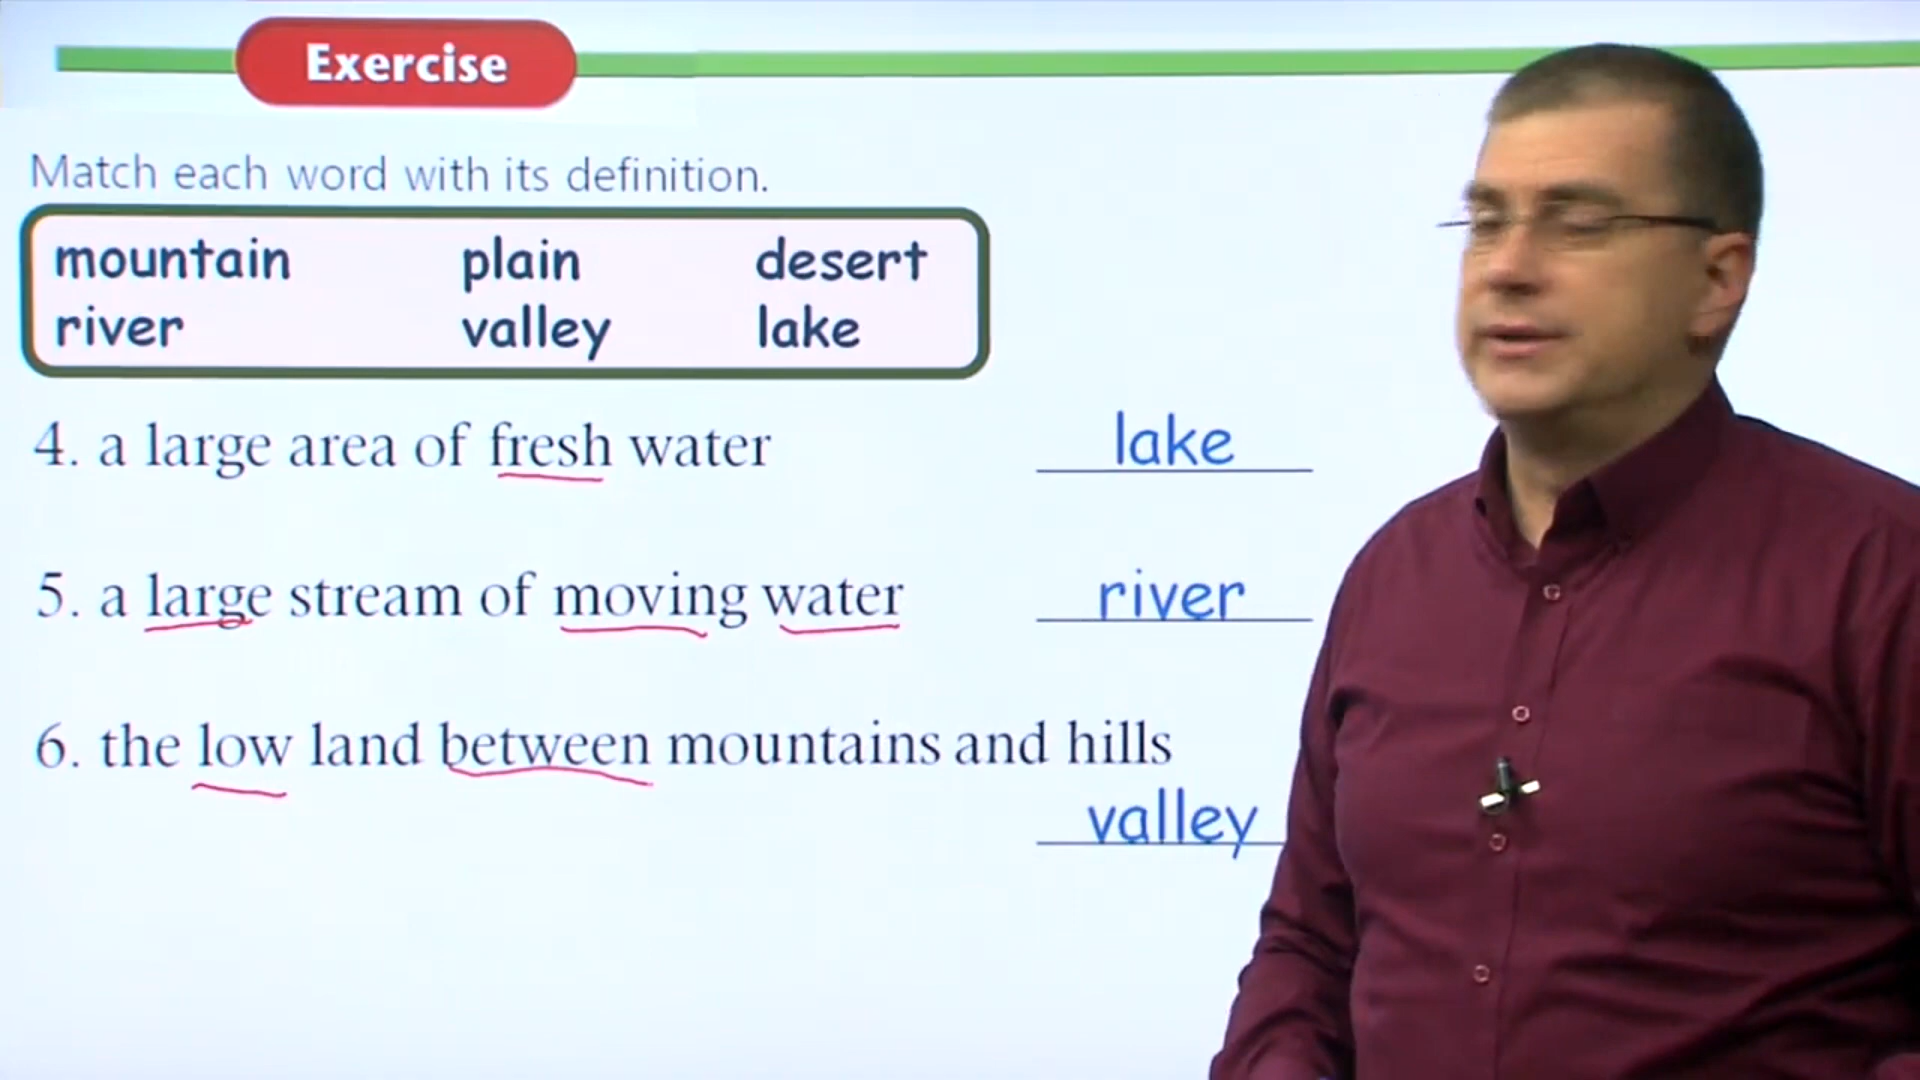 Exercise
Match each word with its definition.
mountain plain desert
river valley lake
4. a large area of fresh water lake
5. a large stream of moving water river
6. the low land between mountains and hills
valley